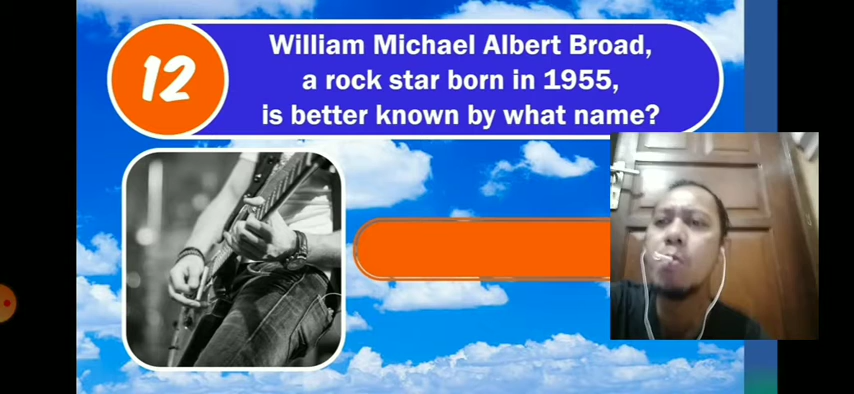 12
William Michael Albert Broad,
a rock star born in 1955,
is better known by what name?